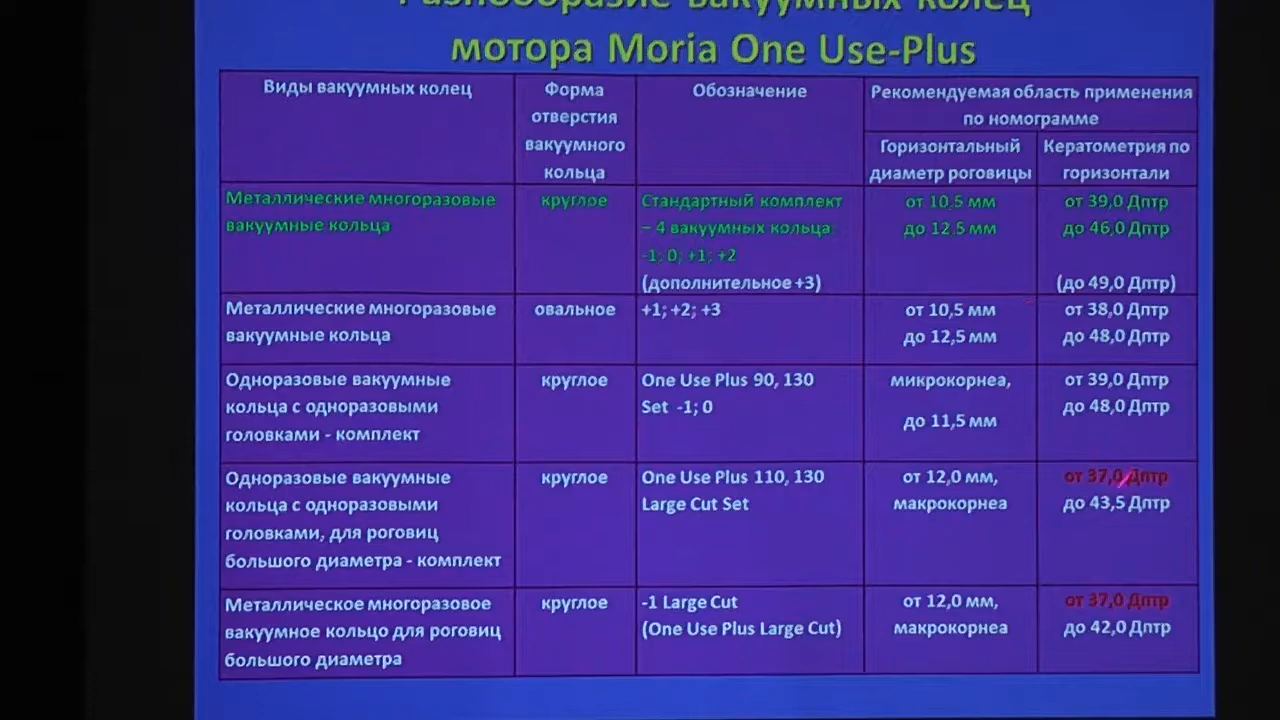 Разнообразие вакуумных колец
мотора Moria One Use-Plus
Виды вакуумных колец
Форма
отверстия
вакуумного
кольца
Обозначение
Рекомендуемая область применения
по номограмме
Горизонтальный
диаметр роговицы
Кератометрия по
горизонтали
Металлические многоразовые
вакуумные кольца
круглое
Стандартный комплект
– 4 вакуумных кольца:
-1; 0; +1; +2
(дополнительное +3)
от 10,5 мм
до 12,5 мм
от 39,0 Дптр
до 46,0 Дптр
(до 49,0 Дптр)
Металлические многоразовые
вакуумные кольца
овальное
+1; +2; +3
от 10,5 мм
до 12,5 мм
от 38,0 Дптр
до 48,0 Дптр
Одноразовые вакуумные
кольца с одноразовыми
головками - комплект
круглое
One Use Plus 90, 130
Set -1; 0
микрокорнеа,
до 11,5 мм
от 39,0 Дптр
до 48,0 Дптр
Одноразовые вакуумные
кольца с одноразовыми
головками, для роговиц
большого диаметра - комплект
круглое
One Use Plus 110, 130
Large Cut Set
от 12,0 мм,
макрокорнеа
от 37,0 Дптр
до 43,5 Дптр
Металлическое многоразовое
вакуумное кольцо для роговиц
большого диаметра
круглое
-1 Large Cut
(One Use Plus Large Cut)
от 12,0 мм,
макрокорнеа
от 37,0 Дптр
до 42,0 Дптр